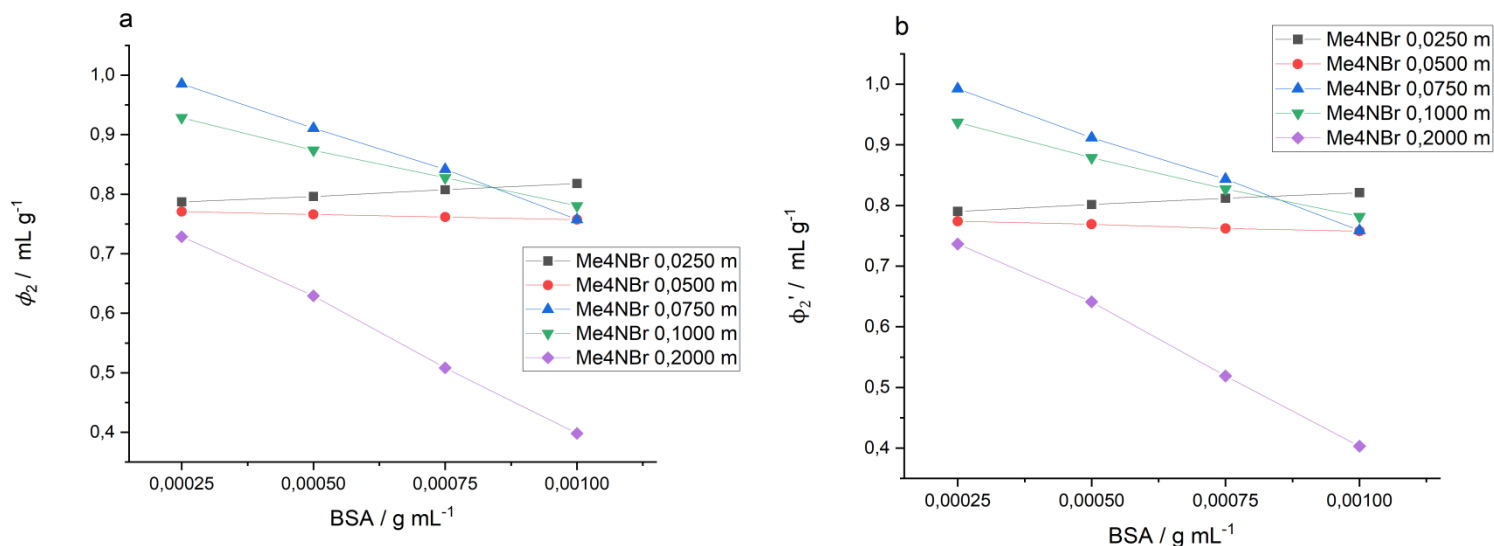 a
ϕ₂ / mL g⁻¹
1,0
0,9
0,8
0,7
0,6
0,5
0,4
Me4NBr 0,0250 m
Me4NBr 0,0500 m
Me4NBr 0,0750 m
Me4NBr 0,1000 m
Me4NBr 0,2000 m
0,00025 0,00050 0,00075 0,00100
BSA / g mL⁻¹
b
ϕ₂' / mL g⁻¹
1,0
0,9
0,8
0,7
0,6
0,5
0,4
Me4NBr 0,0250 m
Me4NBr 0,0500 m
Me4NBr 0,0750 m
Me4NBr 0,1000 m
Me4NBr 0,2000 m
0,00025 0,00050 0,00075 0,00100
BSA / g mL⁻¹